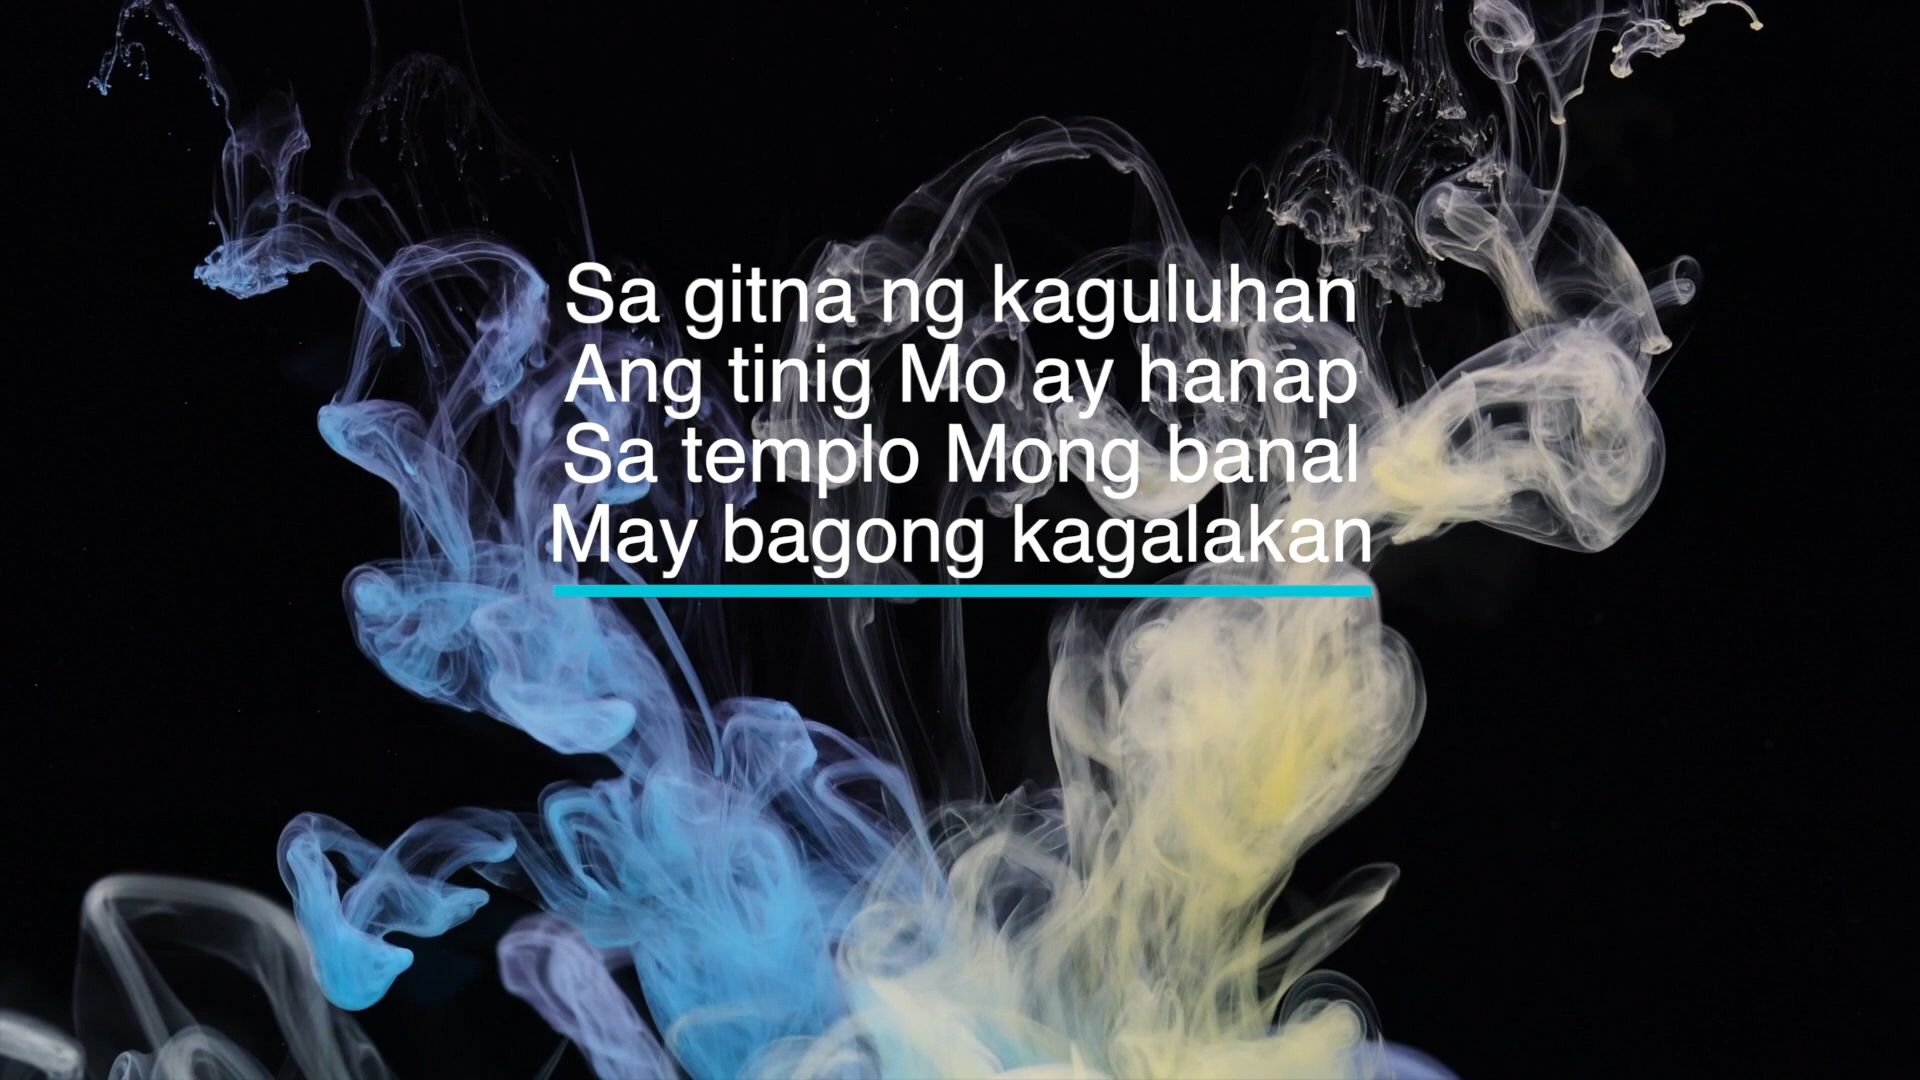 Sa gitna ng kaguluhan
Ang tinig Mo ay hanap
Sa templo Mong banal
May bagong kagalakan